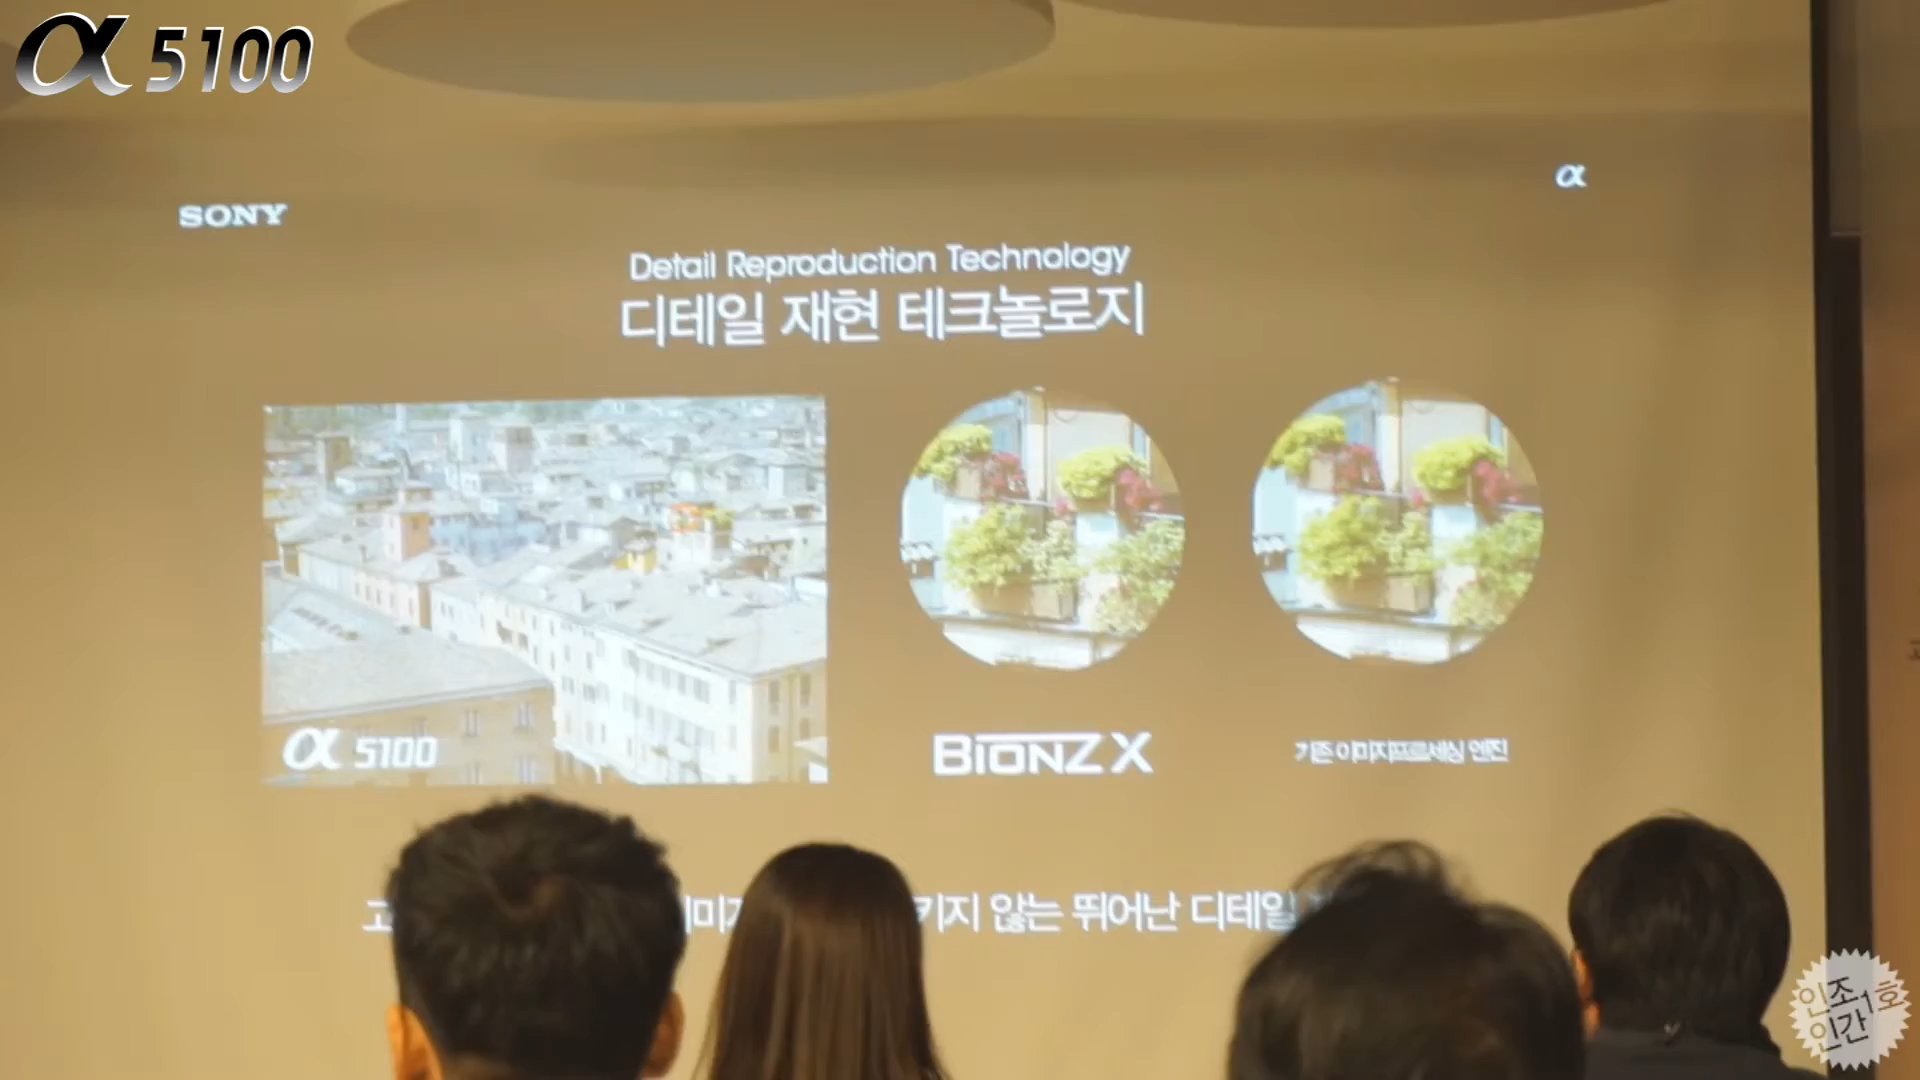 α 5100
SONY
α
Detail Reproduction Technology
디테일 재현 테크놀로지
α 5100
BIONZ X
기존 이미지프로세싱 엔진
키지 않는 뛰어난 디테일
인조
인간 1호